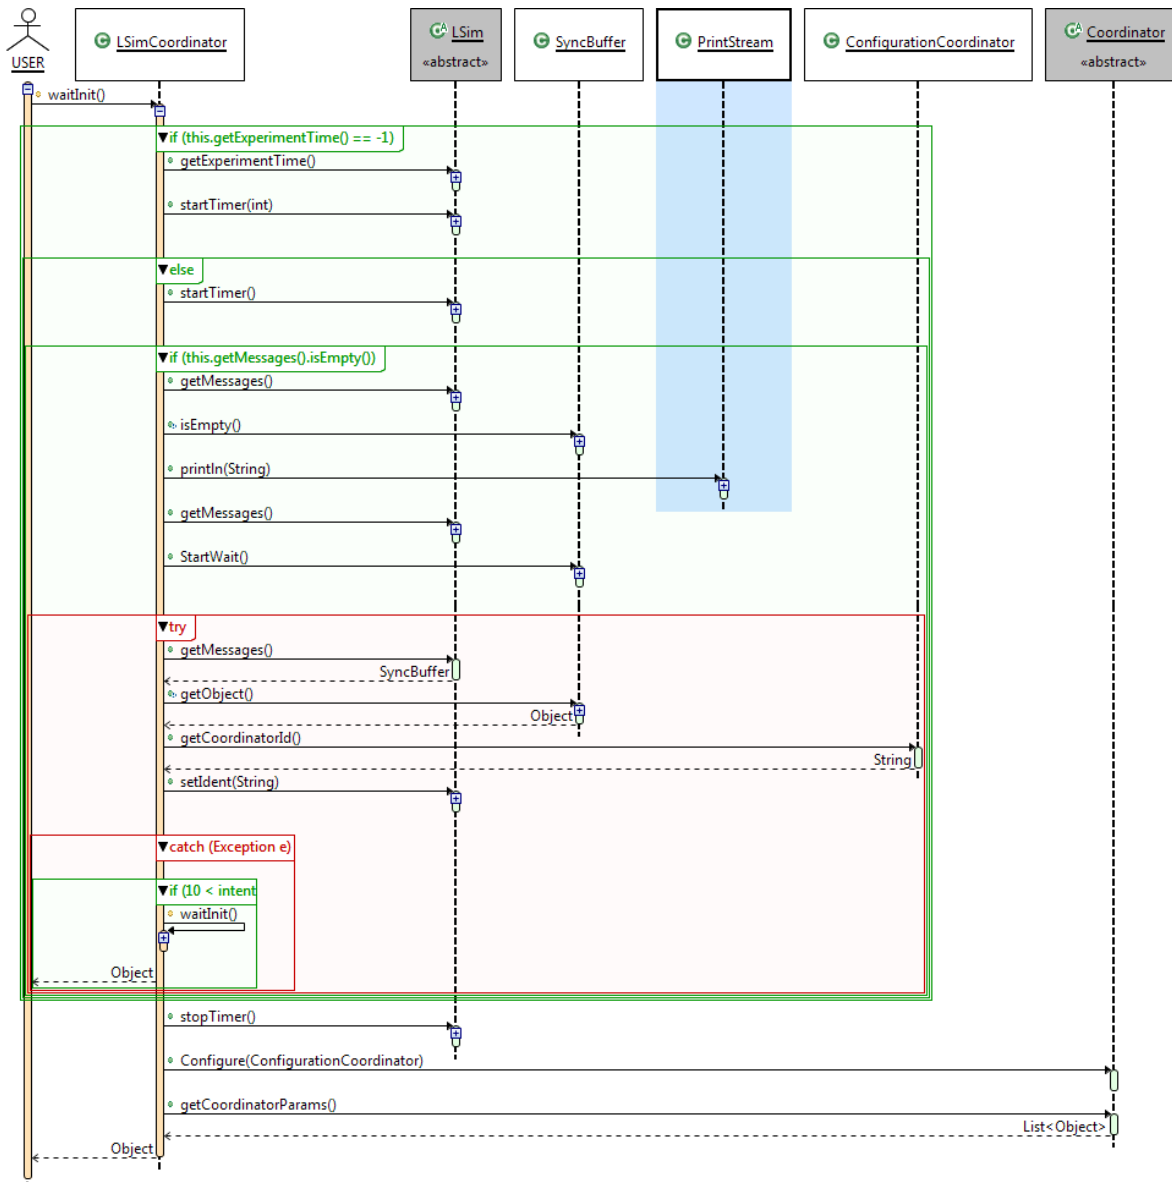 USER
LSimCoordinator
LSim
«abstract»
SyncBuffer
PrintStream
ConfigurationCoordinator
Coordinator
«abstract»
waitInit()
if (this.getExperimentTime() == -1)
getExperimentTime()
startTimer(int)
else
startTimer()
if (this.getMessages().isEmpty())
getMessages()
isEmpty()
println(String)
getMessages()
StartWait()
try
getMessages()
SyncBuffer
getObject()
Object
getCoordinatorId()
String
setIdent(String)
catch (Exception e)
if (10 < intent
waitInit()
Object
stopTimer()
Configure(ConfigurationCoordinator)
getCoordinatorParams()
List<Object>
Object